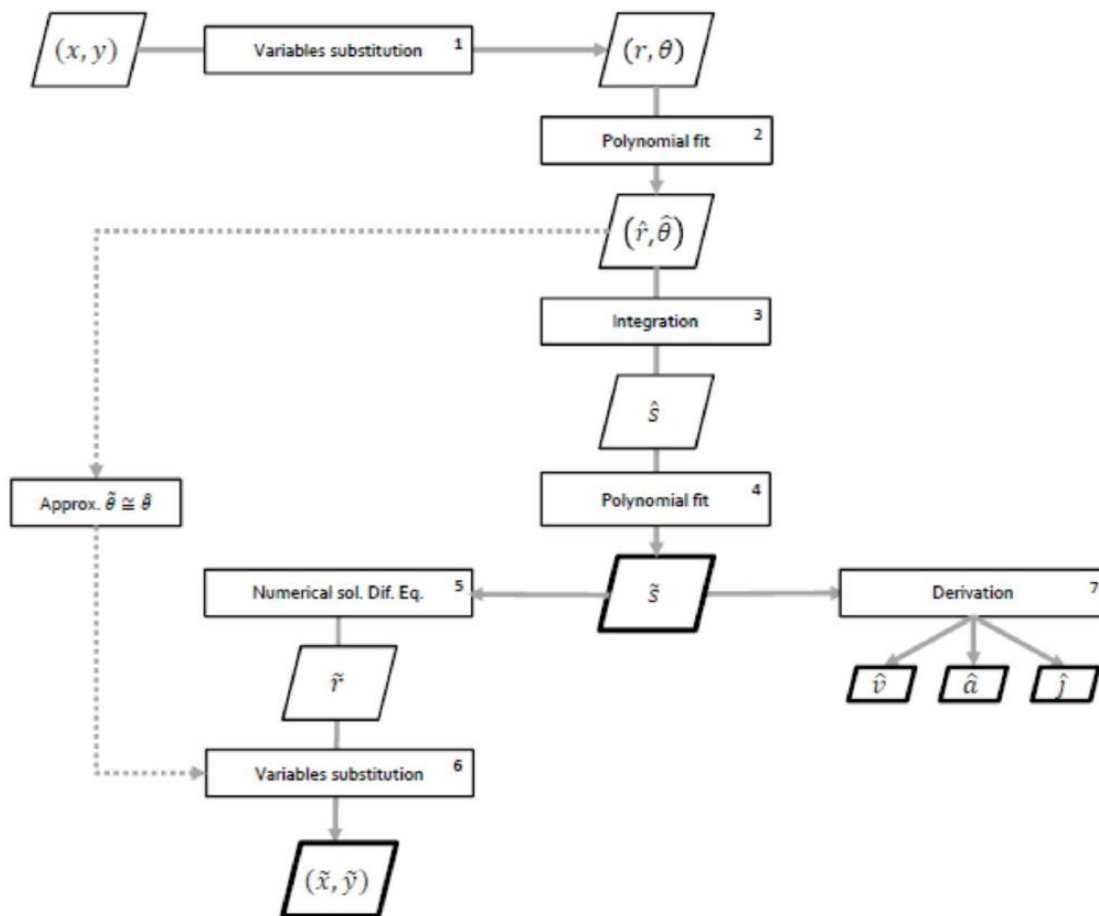 (x, y)
Variables substitution 1
(r, θ)
Polynomial fit 2
(r̂, θ̂)
Integration 3
ŝ
Approx. θ̃ ≅ θ̂
Polynomial fit 4
Numerical sol. Dif. Eq. 5
s̃
Derivation 7
r̃
v̂ â ĵ
Variables substitution 6
(x̃, ỹ)